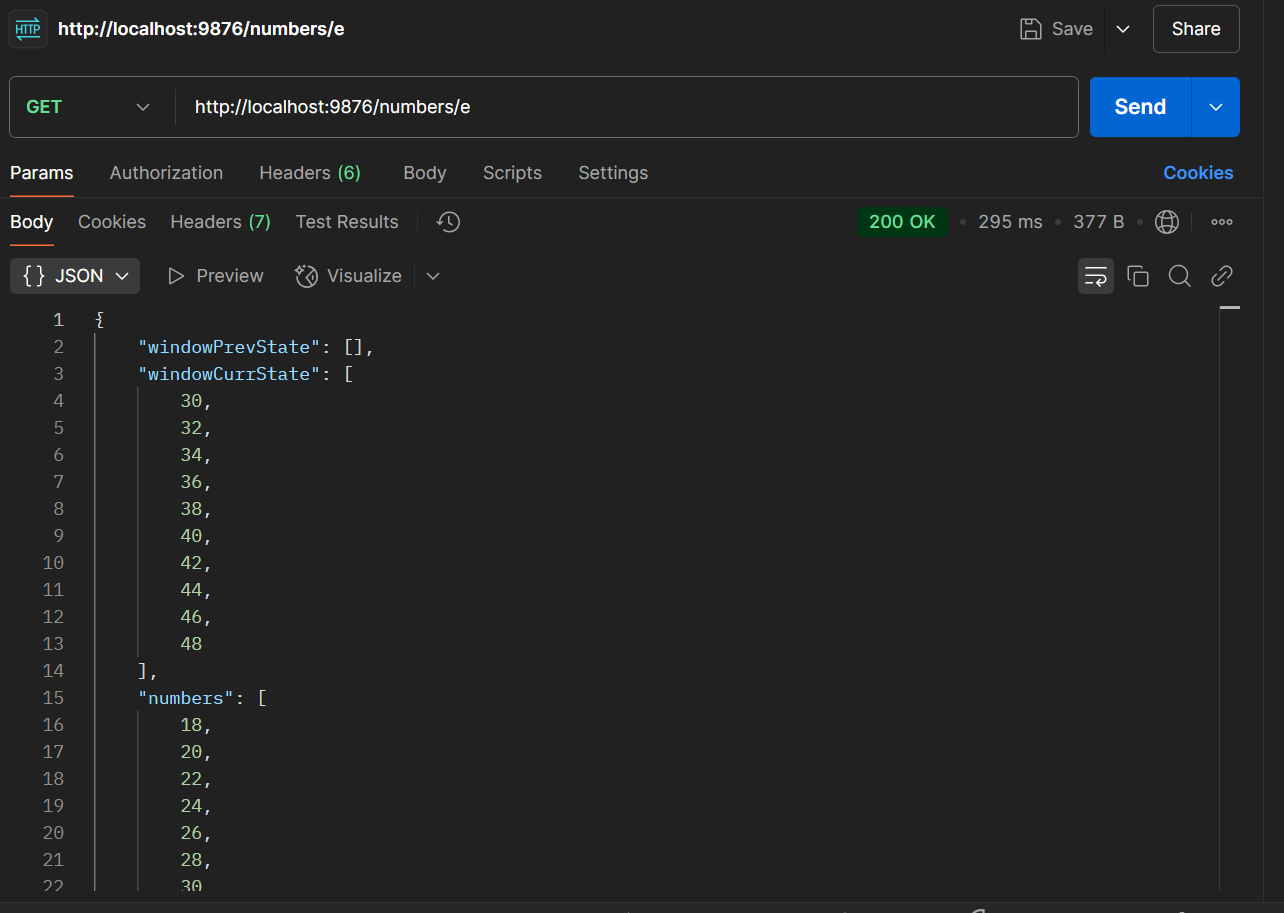 HTTP http://localhost:9876/numbers/e Save Share
GET http://localhost:9876/numbers/e Send
Params Authorization Headers (6) Body Scripts Settings Cookies
Body Cookies Headers (7) Test Results 200 OK • 295 ms • 377 B •
{} JSON Preview Visualize
1 {
2 "windowPrevState": [],
3 "windowCurrState": [
4 30,
5 32,
6 34,
7 36,
8 38,
9 40,
10 42,
11 44,
12 46,
13 48
14 ],
15 "numbers": [
16 18,
17 20,
18 22,
19 24,
20 26,
21 28,
22 30